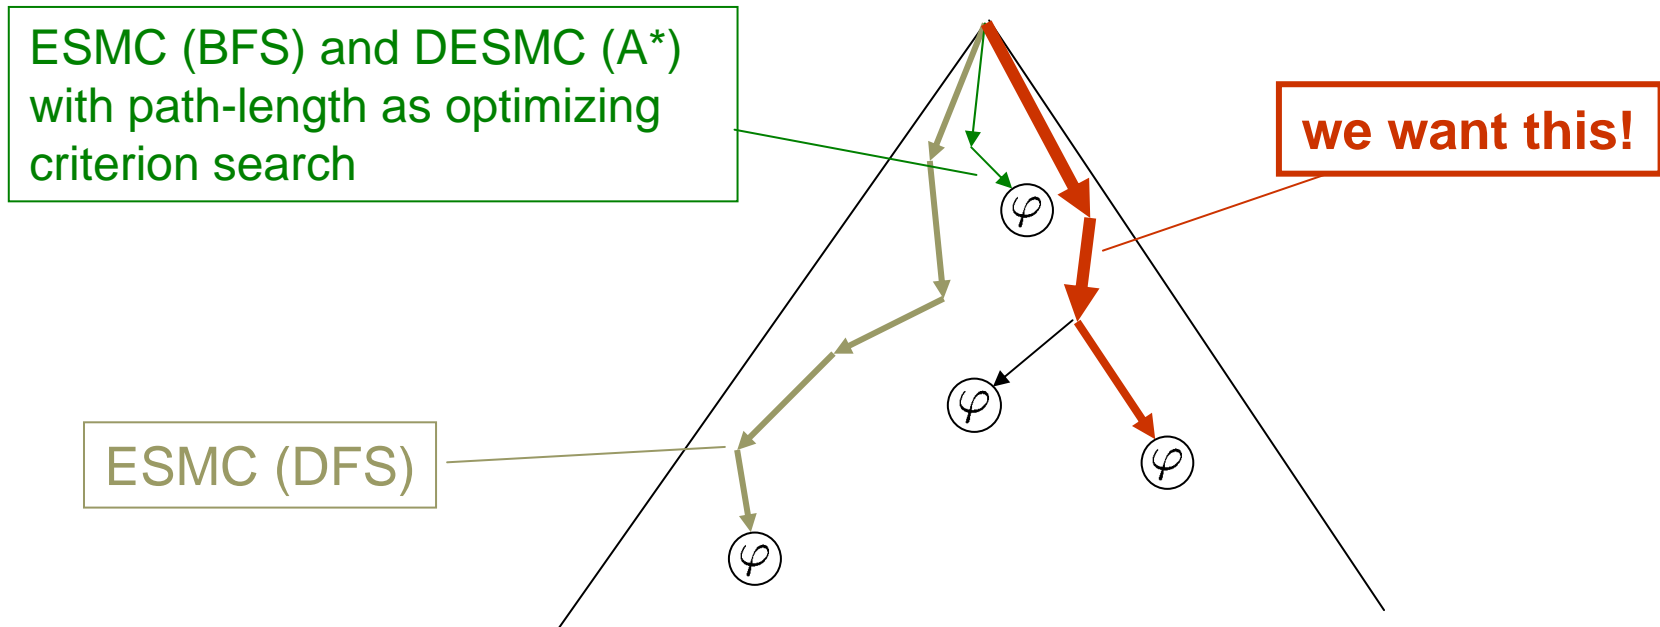 ESMC (BFS) and DESMC (A*)
with path-length as optimizing
criterion search
we want this!
φ
φ
ESMC (DFS)
φ
φ